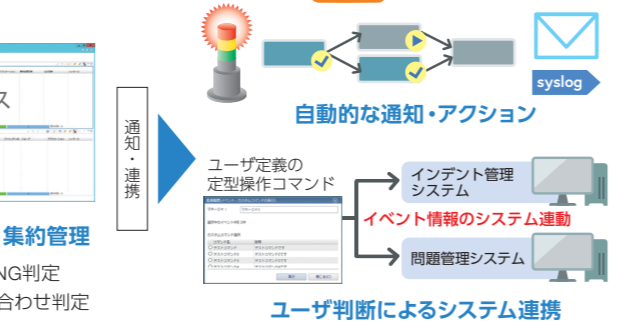 ス
集約管理
NG判定
合わせ判定
通知・連携
syslog
自動的な通知・アクション
ユーザ定義の
定型操作コマンド
インデント管理
システム
イベント情報のシステム連動
問題管理システム
ユーザ判断によるシステム連携